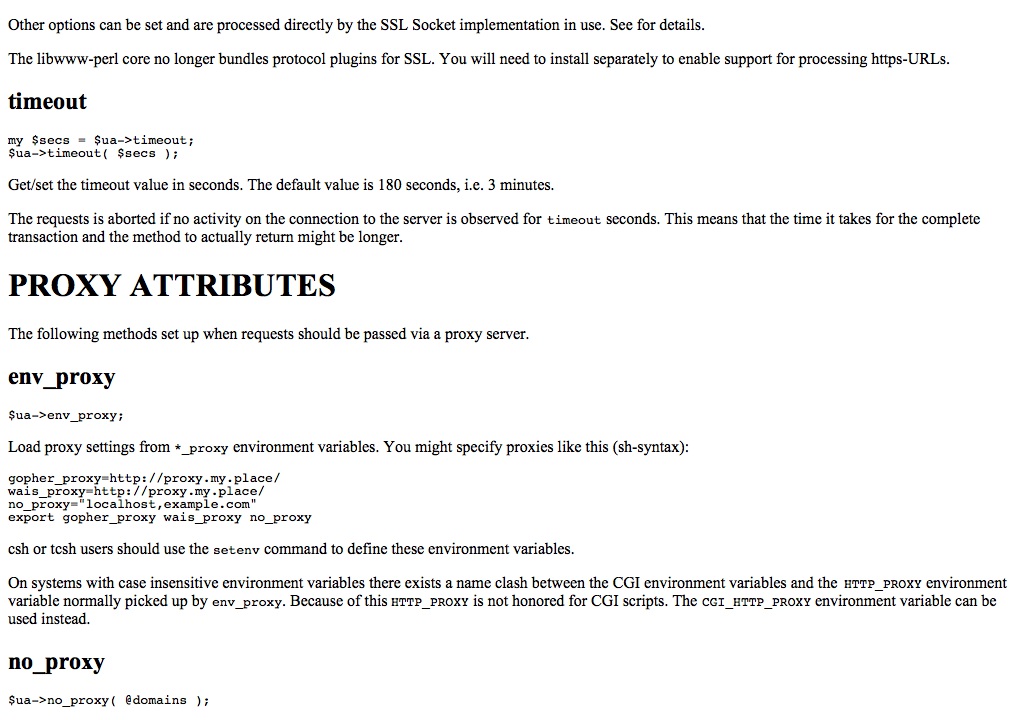 Other options can be set and are processed directly by the SSL Socket implementation in use. See for details.
The libwww-perl core no longer bundles protocol plugins for SSL. You will need to install separately to enable support for processing https-URLs.
timeout
my $secs = $ua->timeout;
$ua->timeout( $secs );
Get/set the timeout value in seconds. The default value is 180 seconds, i.e. 3 minutes.
The requests is aborted if no activity on the connection to the server is observed for timeout seconds. This means that the time it takes for the complete
transaction and the method to actually return might be longer.
PROXY ATTRIBUTES
The following methods set up when requests should be passed via a proxy server.
env_proxy
$ua->env_proxy;
Load proxy settings from *_proxy environment variables. You might specify proxies like this (sh-syntax):
gopher_proxy=http://proxy.my.place/
wais_proxy=http://proxy.my.place/
no_proxy="localhost,example.com"
export gopher_proxy wais_proxy no_proxy
csh or tcsh users should use the setenv command to define these environment variables.
On systems with case insensitive environment variables there exists a name clash between the CGI environment variables and the HTTP_PROXY environment
variable normally picked up by env_proxy. Because of this HTTP_PROXY is not honored for CGI scripts. The CGI_HTTP_PROXY environment variable can be
used instead.
no_proxy
$ua->no_proxy( @domains );